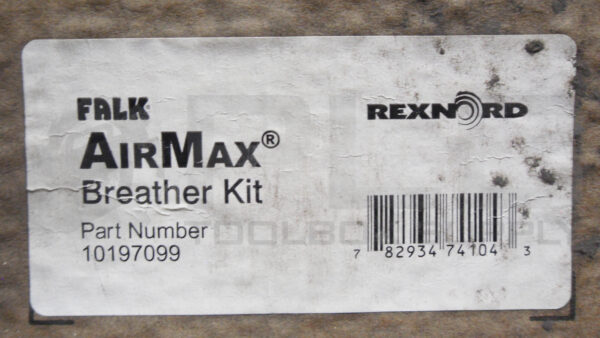 FALK
REXNORD
AIRMAX®
Breather Kit
Part Number
10197099
7 82934 74104 3